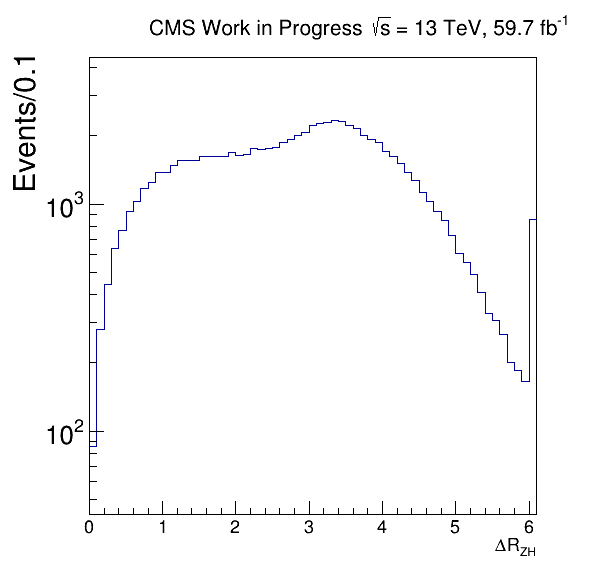 CMS Work in Progress √s = 13 TeV, 59.7 fb⁻¹
Events/0.1
10³
10²
0 1 2 3 4 5 6
ΔR_ZH